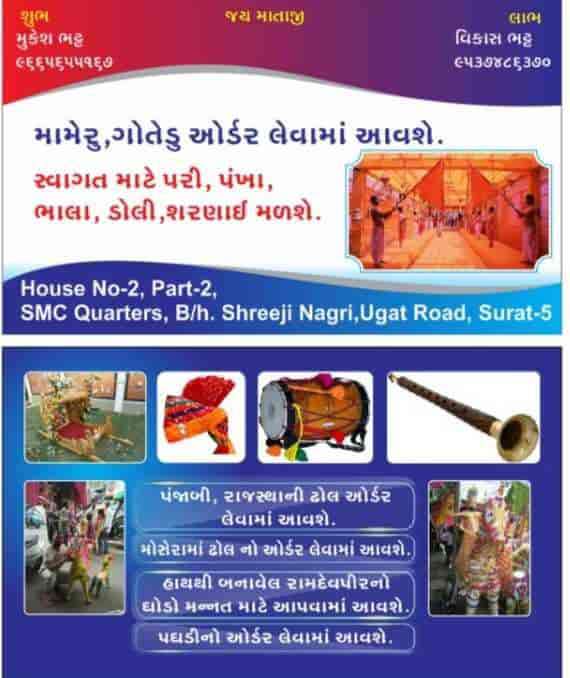 શુભ
જય માતાજી
લાભ
મુકેશ ભટ્ટ
વિકાસ ભટ્ટ
૯૬૬૫૬૫૫૧૬૭
૯૫૩૭૪૮૬૩૭૦
મામેરુ,ગોતેડુ ઓર્ડર લેવામાં આવશે.
સ્વાગત માટે પરી, પંખા,
ભાલા, ડોલી,શરણાઈ મળશે.
House No-2, Part-2,
SMC Quarters, B/h. Shreeji Nagri,Ugat Road, Surat-5
પંજાબી, રાજસ્થાની ઢોલ ઓર્ડર
લેવામાં આવશે.
મોસેરામાં ઢોલ નો ઓર્ડર લેવામાં આવશે.
હાથથી બનાવેલ રામદેવપીરનો
ઘોડો મન્નત માટે આપવામાં આવશે.
પઘડીનો ઓર્ડર લેવામાં આવશે.